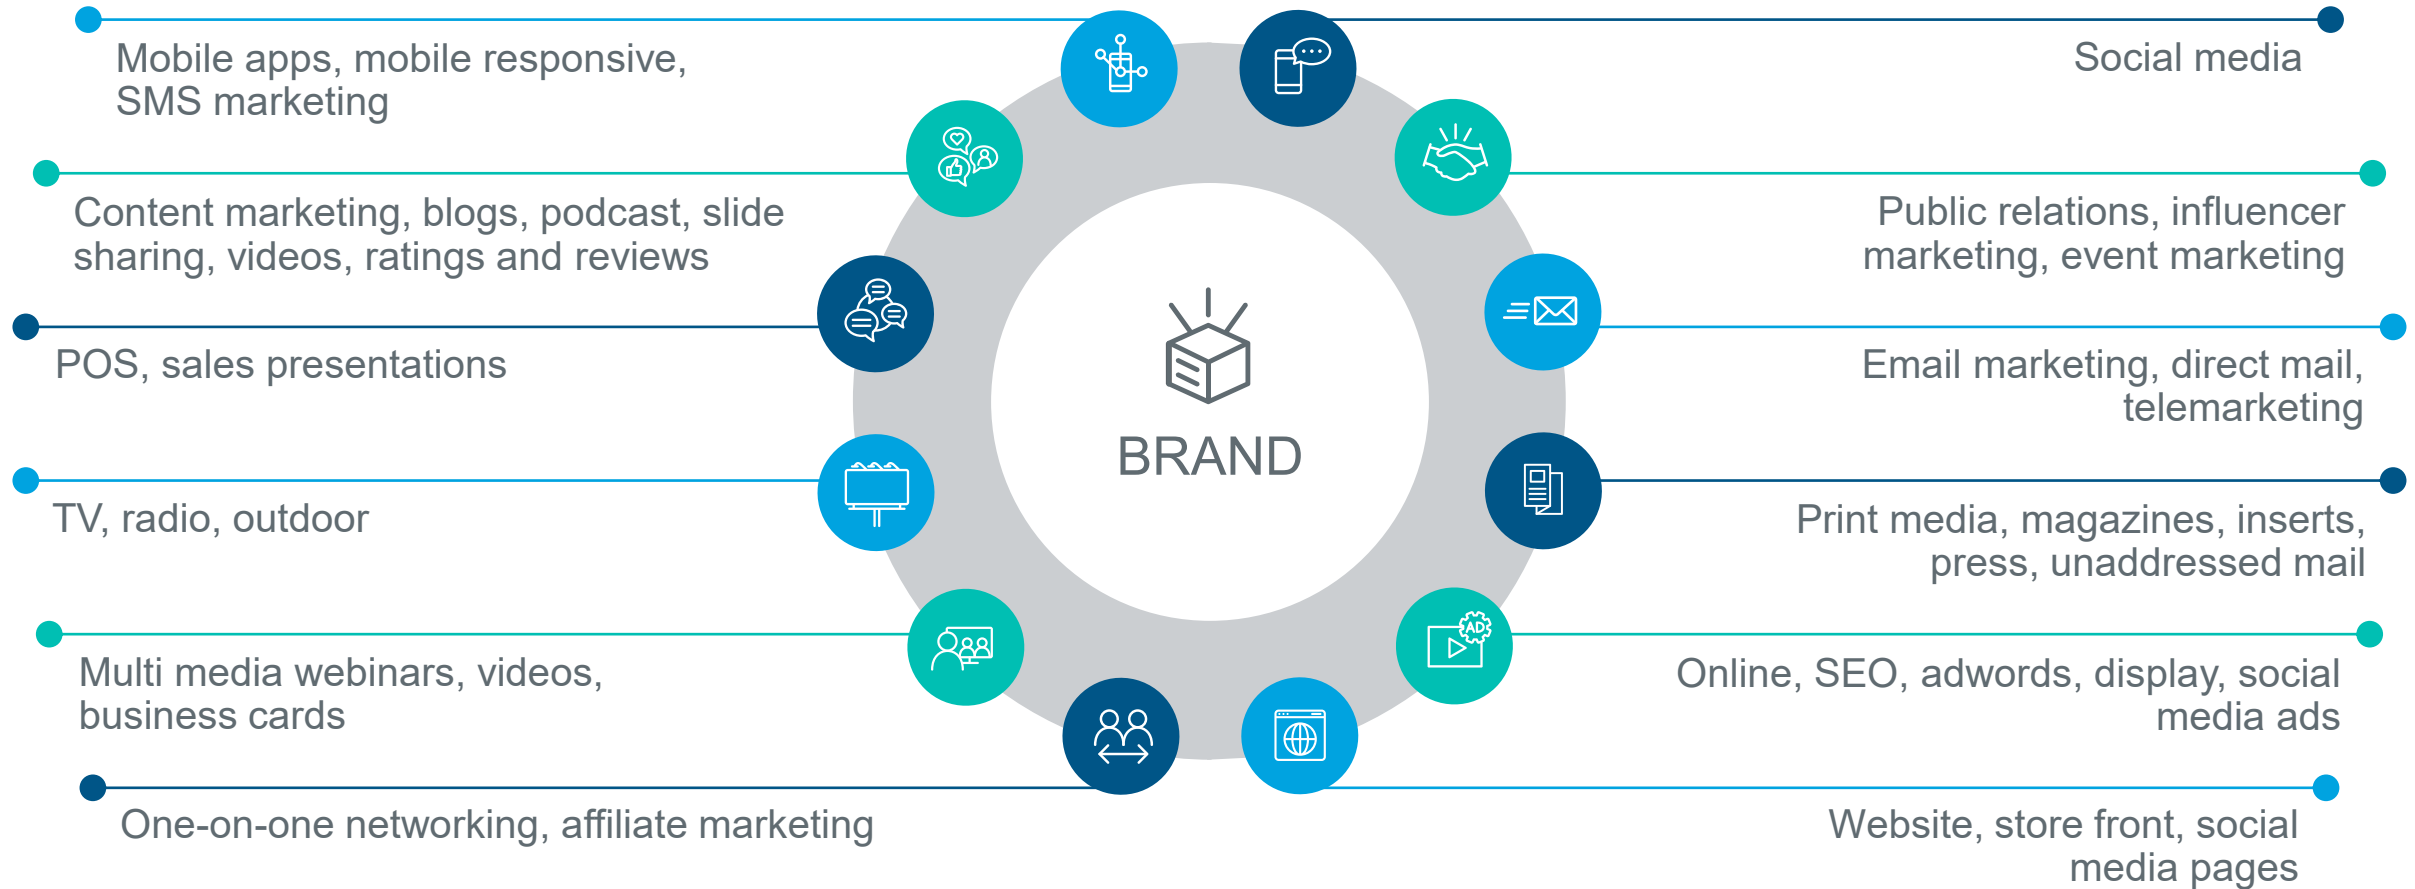 Mobile apps, mobile responsive,
SMS marketing
Content marketing, blogs, podcast, slide
sharing, videos, ratings and reviews
POS, sales presentations
TV, radio, outdoor
Multi media webinars, videos,
business cards
One-on-one networking, affiliate marketing
BRAND
Social media
Public relations, influencer
marketing, event marketing
Email marketing, direct mail,
telemarketing
Print media, magazines, inserts,
press, unaddressed mail
AD
Online, SEO, adwords, display, social
media ads
Website, store front, social
media pages